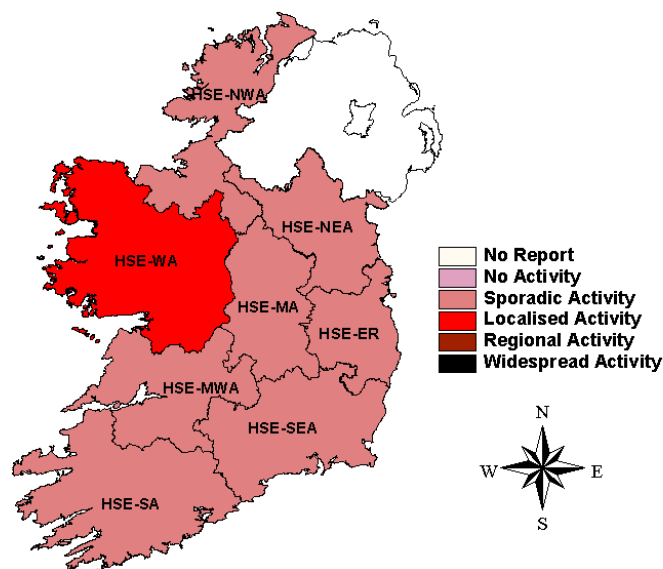 HSE-NWA
HSE-NEA
HSE-WA
HSE-MA
HSE-ER
HSE-MWA
HSE-SEA
HSE-SA
No Report
No Activity
Sporadic Activity
Localised Activity
Regional Activity
Widespread Activity
N
W E
S